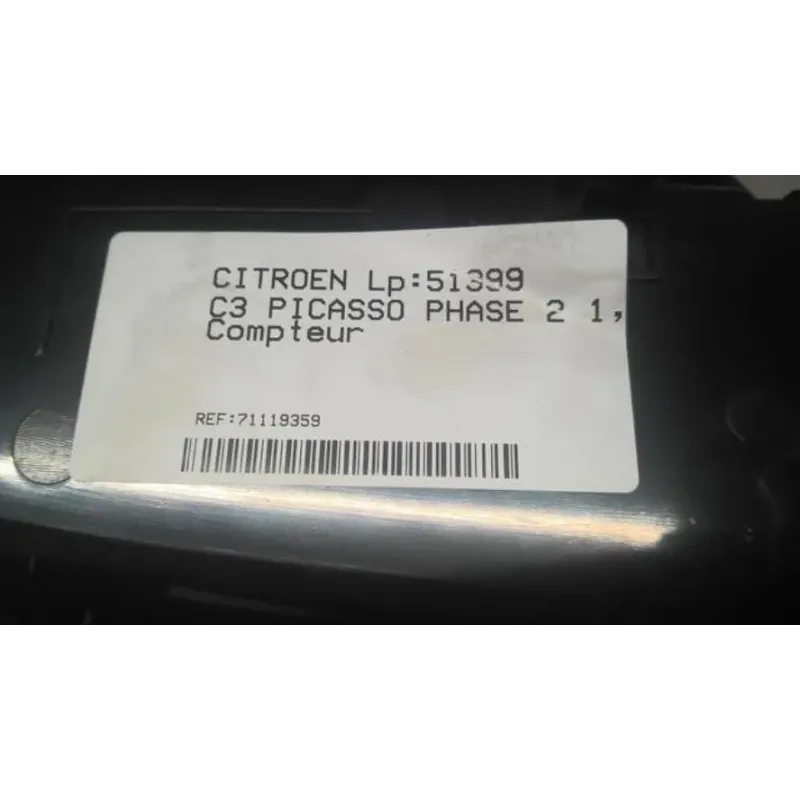 CITROEN Lp:51399
C3 PICASSO PHASE 2 1,
Compteur
REF:71119359